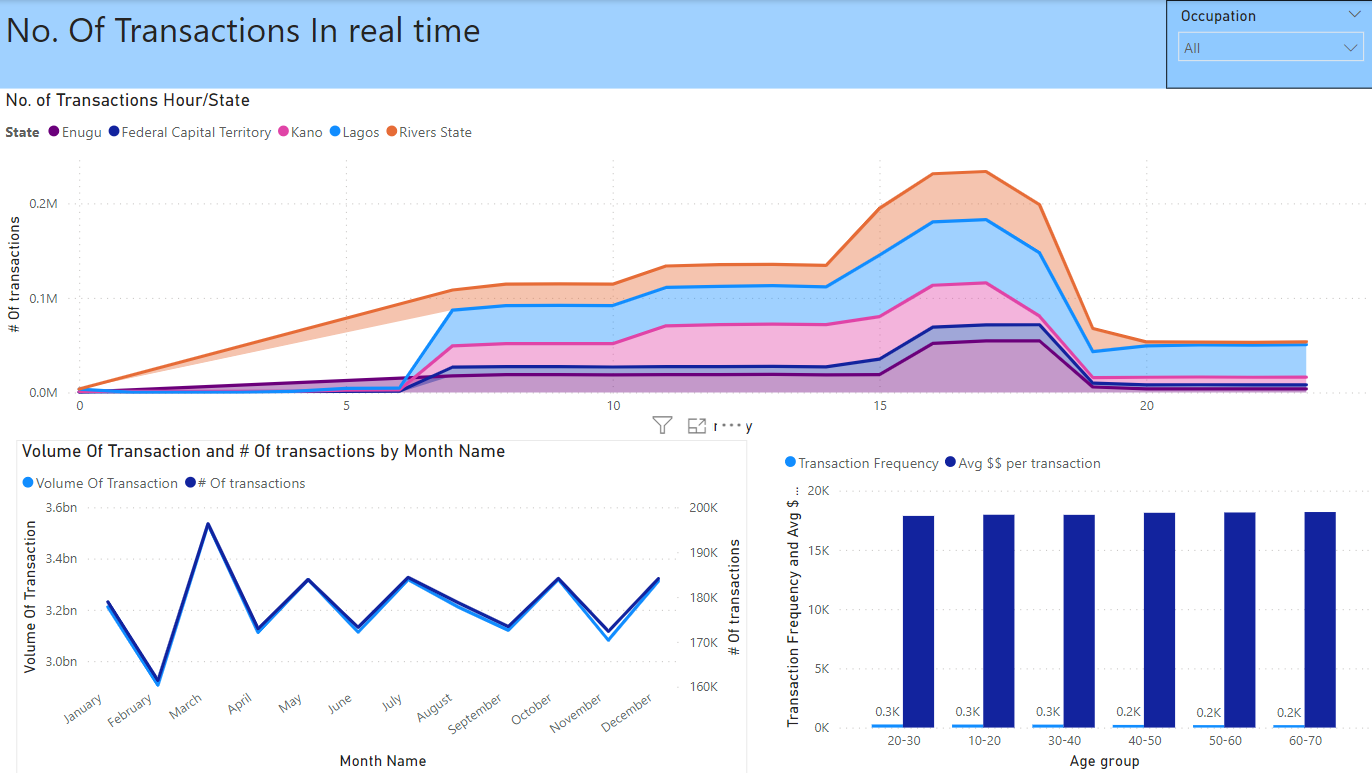 No. Of Transactions In real time
Occupation
All
No. of Transactions Hour/State
State Enugu Federal Capital Territory Kano Lagos Rivers State
# Of transactions
0.2M
0.1M
0.0M
0 5 10 15 20
Volume Of Transaction and # Of transactions by Month Name
Volume Of Transaction # Of transactions
Volume Of Transaction
3.6bn
3.4bn
3.2bn
3.0bn
200K
190K
180K
170K
160K
# Of transactions
January February March April May June July August September October November December
Month Name
Transaction Frequency Avg $$ per transaction
Transaction Frequency and Avg $ ...
20K
15K
10K
5K
0K
0.3K 0.3K 0.3K 0.2K 0.2K 0.2K
20-30 10-20 30-40 40-50 50-60 60-70
Age group